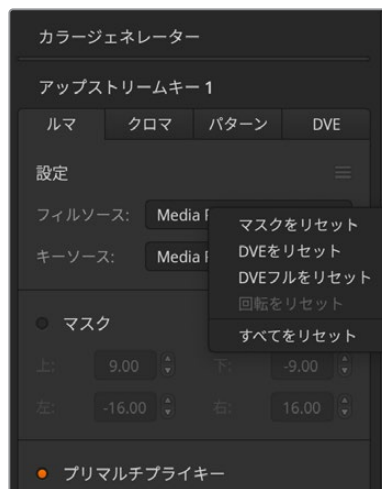 カラージェネレーター
アップストリームキー 1
ルマ クロマ パターン DVE
設定
フィルソース: Media
キーソース: Media
マスクをリセット
DVEをリセット
DVEフルをリセット
回転をリセット
すべてをリセット
マスク
上: 9.00 下: -9.00
左: -16.00 右: 16.00
プリマルチプライキー